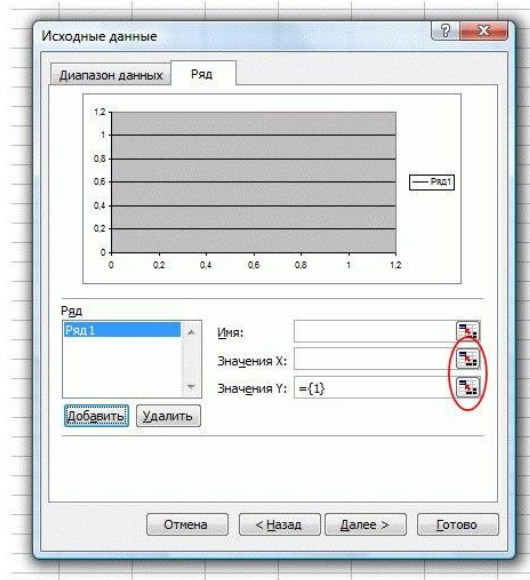 Исходные данные
Диапазон данных Ряд
1,2
1
0,8
0,6
0,4
0,2
0
0 0,2 0,4 0,6 0,8 1 1,2
Ряд1
Ряд
Ряд1
Имя:
Значения X:
Значения Y: ={1}
Добавить Удалить
Отмена < Назад Далее > Готово